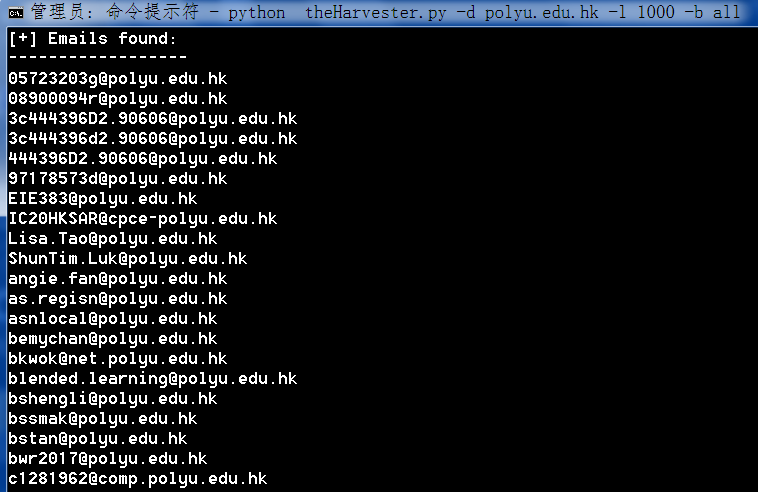 管理员: 命令提示符 - python  theHarvester.py -d polyu.edu.hk -l 1000 -b all
[+] Emails found:
------------------
05723203g@polyu.edu.hk
08900094r@polyu.edu.hk
3c444396D2.90606@polyu.edu.hk
3c444396d2.90606@polyu.edu.hk
444396D2.90606@polyu.edu.hk
97178573d@polyu.edu.hk
EIE383@polyu.edu.hk
IC20HKSAR@cpce-polyu.edu.hk
Lisa.Tao@polyu.edu.hk
ShunTim.Luk@polyu.edu.hk
angie.fan@polyu.edu.hk
as.regisn@polyu.edu.hk
asnlocal@polyu.edu.hk
bemychan@polyu.edu.hk
bkwok@net.polyu.edu.hk
blended.learning@polyu.edu.hk
bshengli@polyu.edu.hk
bssmak@polyu.edu.hk
bstan@polyu.edu.hk
bwr2017@polyu.edu.hk
c1281962@comp.polyu.edu.hk